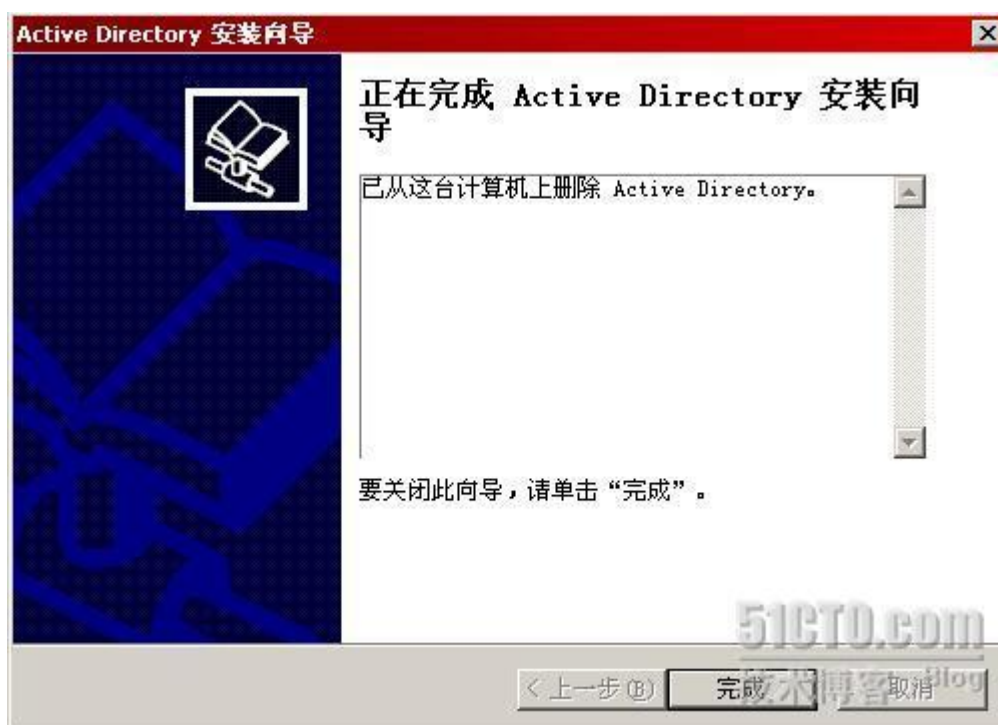 Active Directory 安装向导
正在完成 Active Directory 安装向
导
已从这台计算机上删除 Active Directory。
要关闭此向导，请单击“完成”。
51CTO.com
< 上一步(B)
完成
取消
技术博客 Blog